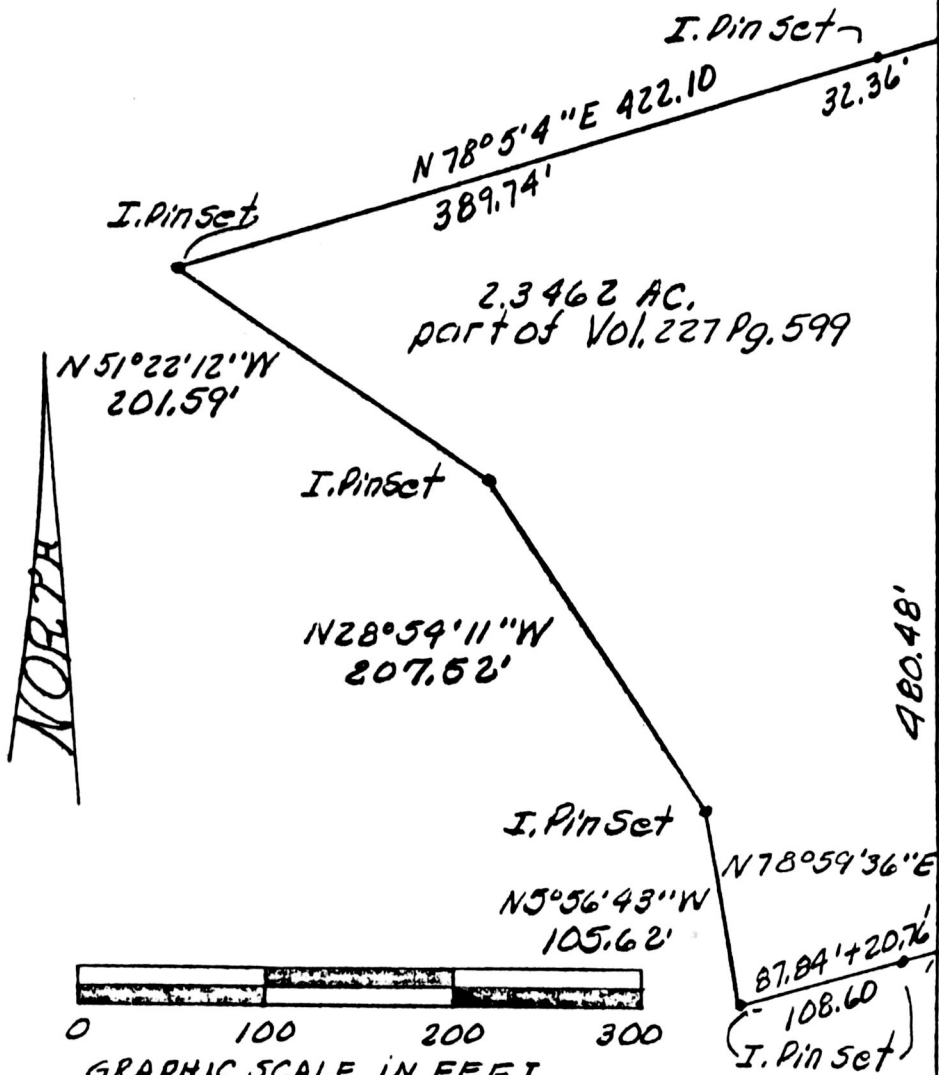 I.Pin set
N 78° 5' 4 "E 422.10
32.36'
389.74'
I.Pin set
2.3462 AC.
part of Vol.227 Pg.599
N 51° 22' 12" W
201.59'
I.Pin Set
NORTH
N 28° 54' 11" W
207.52'
480.48'
I.Pin Set
N 78° 59' 36" E
N 5° 56' 43" W
105.62'
87.84' + 20.76'
108.60
I.Pin set
0 100 200 300
GRAPHIC SCALE IN FEET